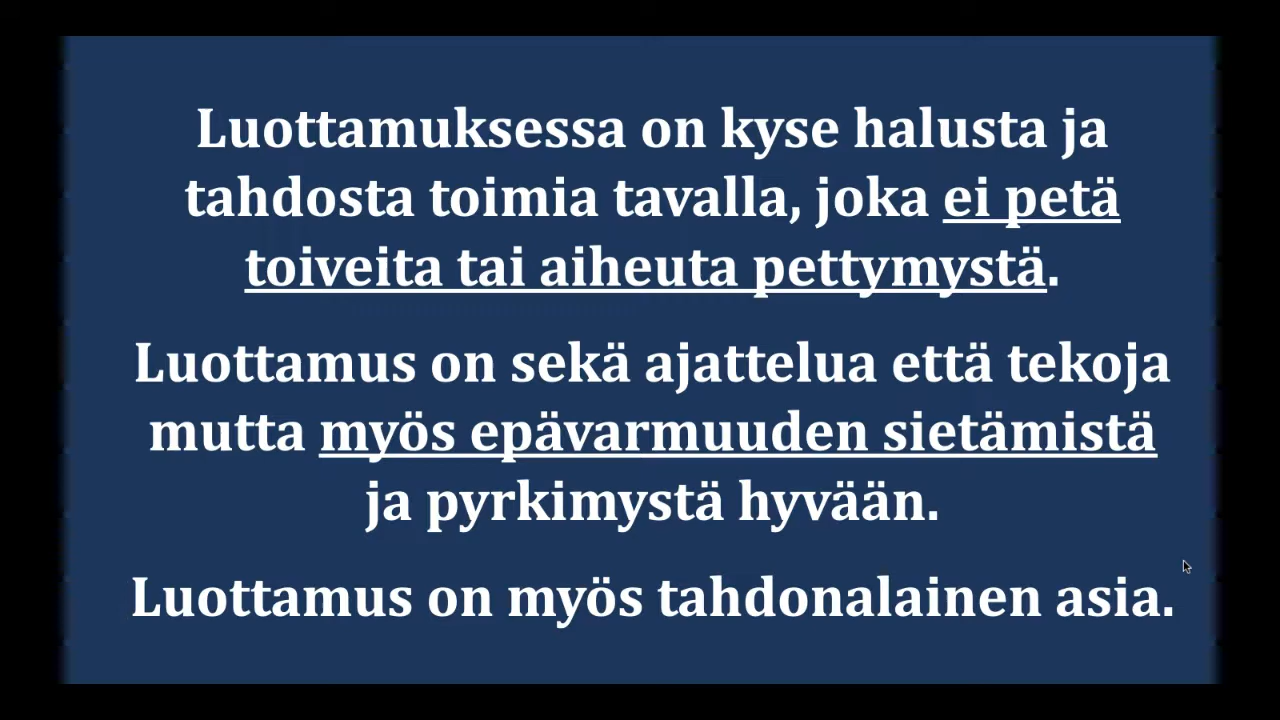 Luottamuksessa on kyse halusta ja
tahdosta toimia tavalla, joka ei petä
toiveita tai aiheuta pettymystä.
Luottamus on sekä ajattelua että tekoja
mutta myös epävarmuuden sietämistä
ja pyrkimystä hyvään.
Luottamus on myös tahdonalainen asia.